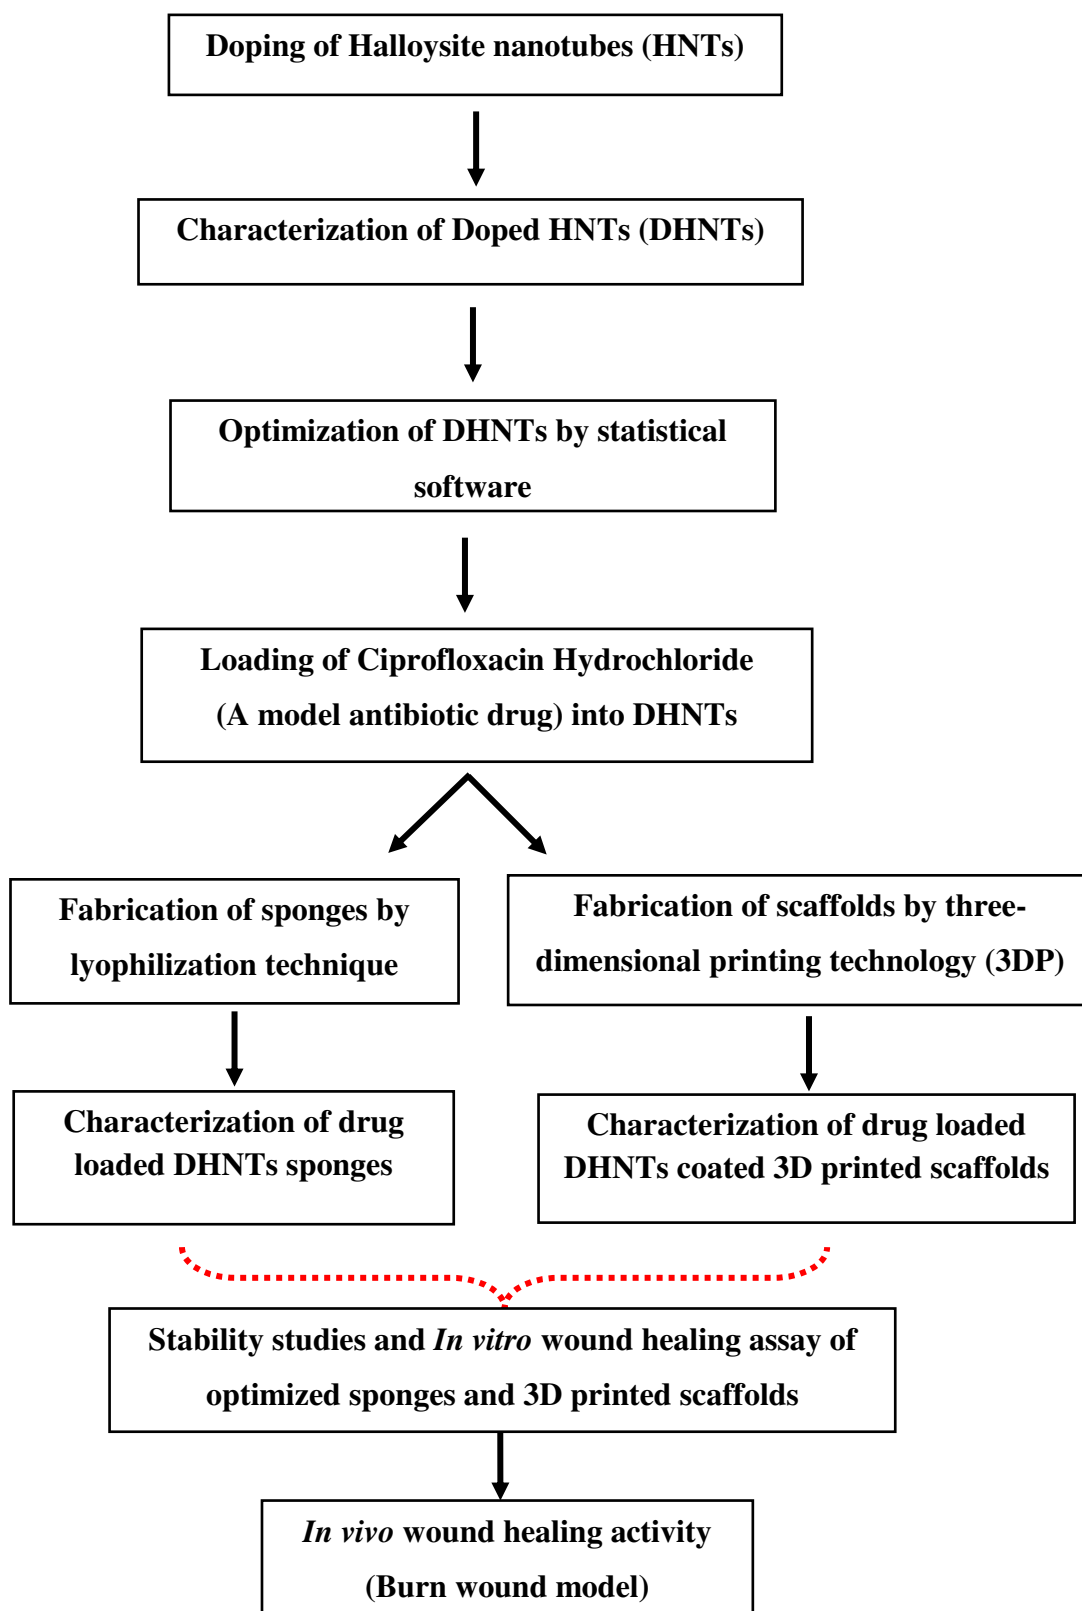 Doping of Halloysite nanotubes (HNTs)
Characterization of Doped HNTs (DHNTs)
Optimization of DHNTs by statistical
software
Loading of Ciprofloxacin Hydrochloride
(A model antibiotic drug) into DHNTs
Fabrication of sponges by
lyophilization technique
Fabrication of scaffolds by three-
dimensional printing technology (3DP)
Characterization of drug
loaded DHNTs sponges
Characterization of drug loaded
DHNTs coated 3D printed scaffolds
Stability studies and In vitro wound healing assay of
optimized sponges and 3D printed scaffolds
In vivo wound healing activity
(Burn wound model)